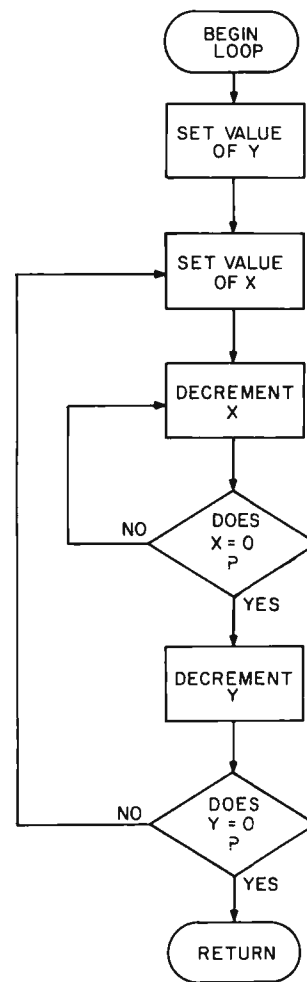 BEGIN
LOOP
SET VALUE
OF Y
SET VALUE
OF X
DECREMENT
X
DOES
X = 0
?
NO
YES
DECREMENT
Y
DOES
Y = 0
?
NO
YES
RETURN